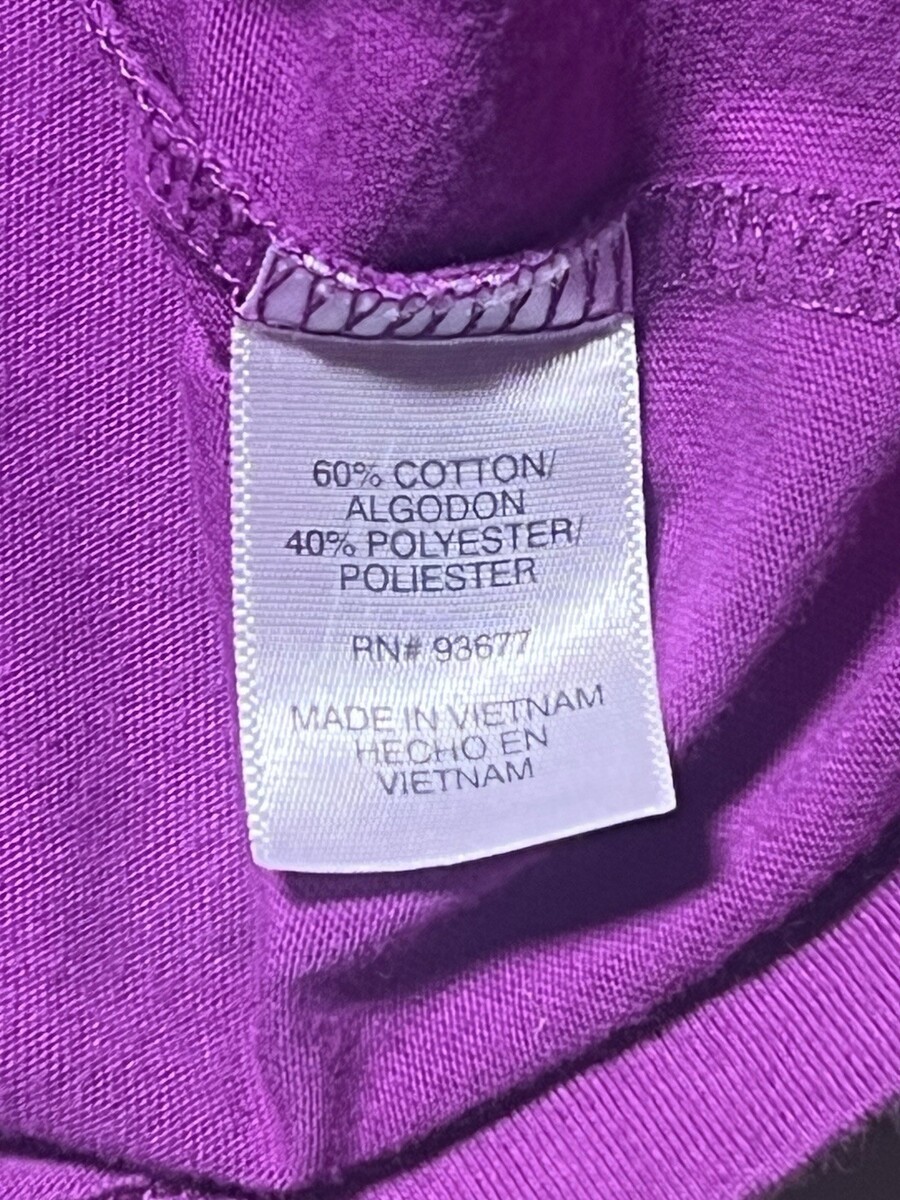 60% COTTON/
ALGODON
40% POLYESTER/
POLIESTER
RN# 93677
MADE IN VIETNAM
HECHO EN
VIETNAM